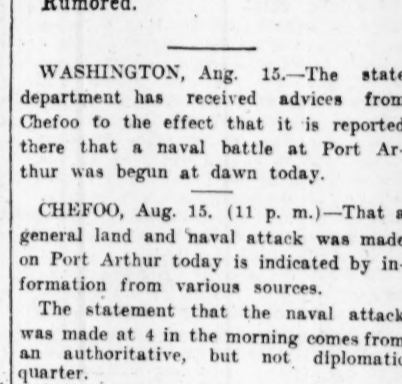 Rumored.
WASHINGTON, Aug. 15.—The state
department has received advices from
Chefoo to the effect that it is reported
there that a naval battle at Port Ar-
thur was begun at dawn today.
CHEFOO, Aug. 15. (11 p. m.)—That a
general land and naval attack was made
on Port Arthur today is indicated by in-
formation from various sources.
The statement that the naval attack
was made at 4 in the morning comes from
an authoritative, but not diplomatic
quarter.